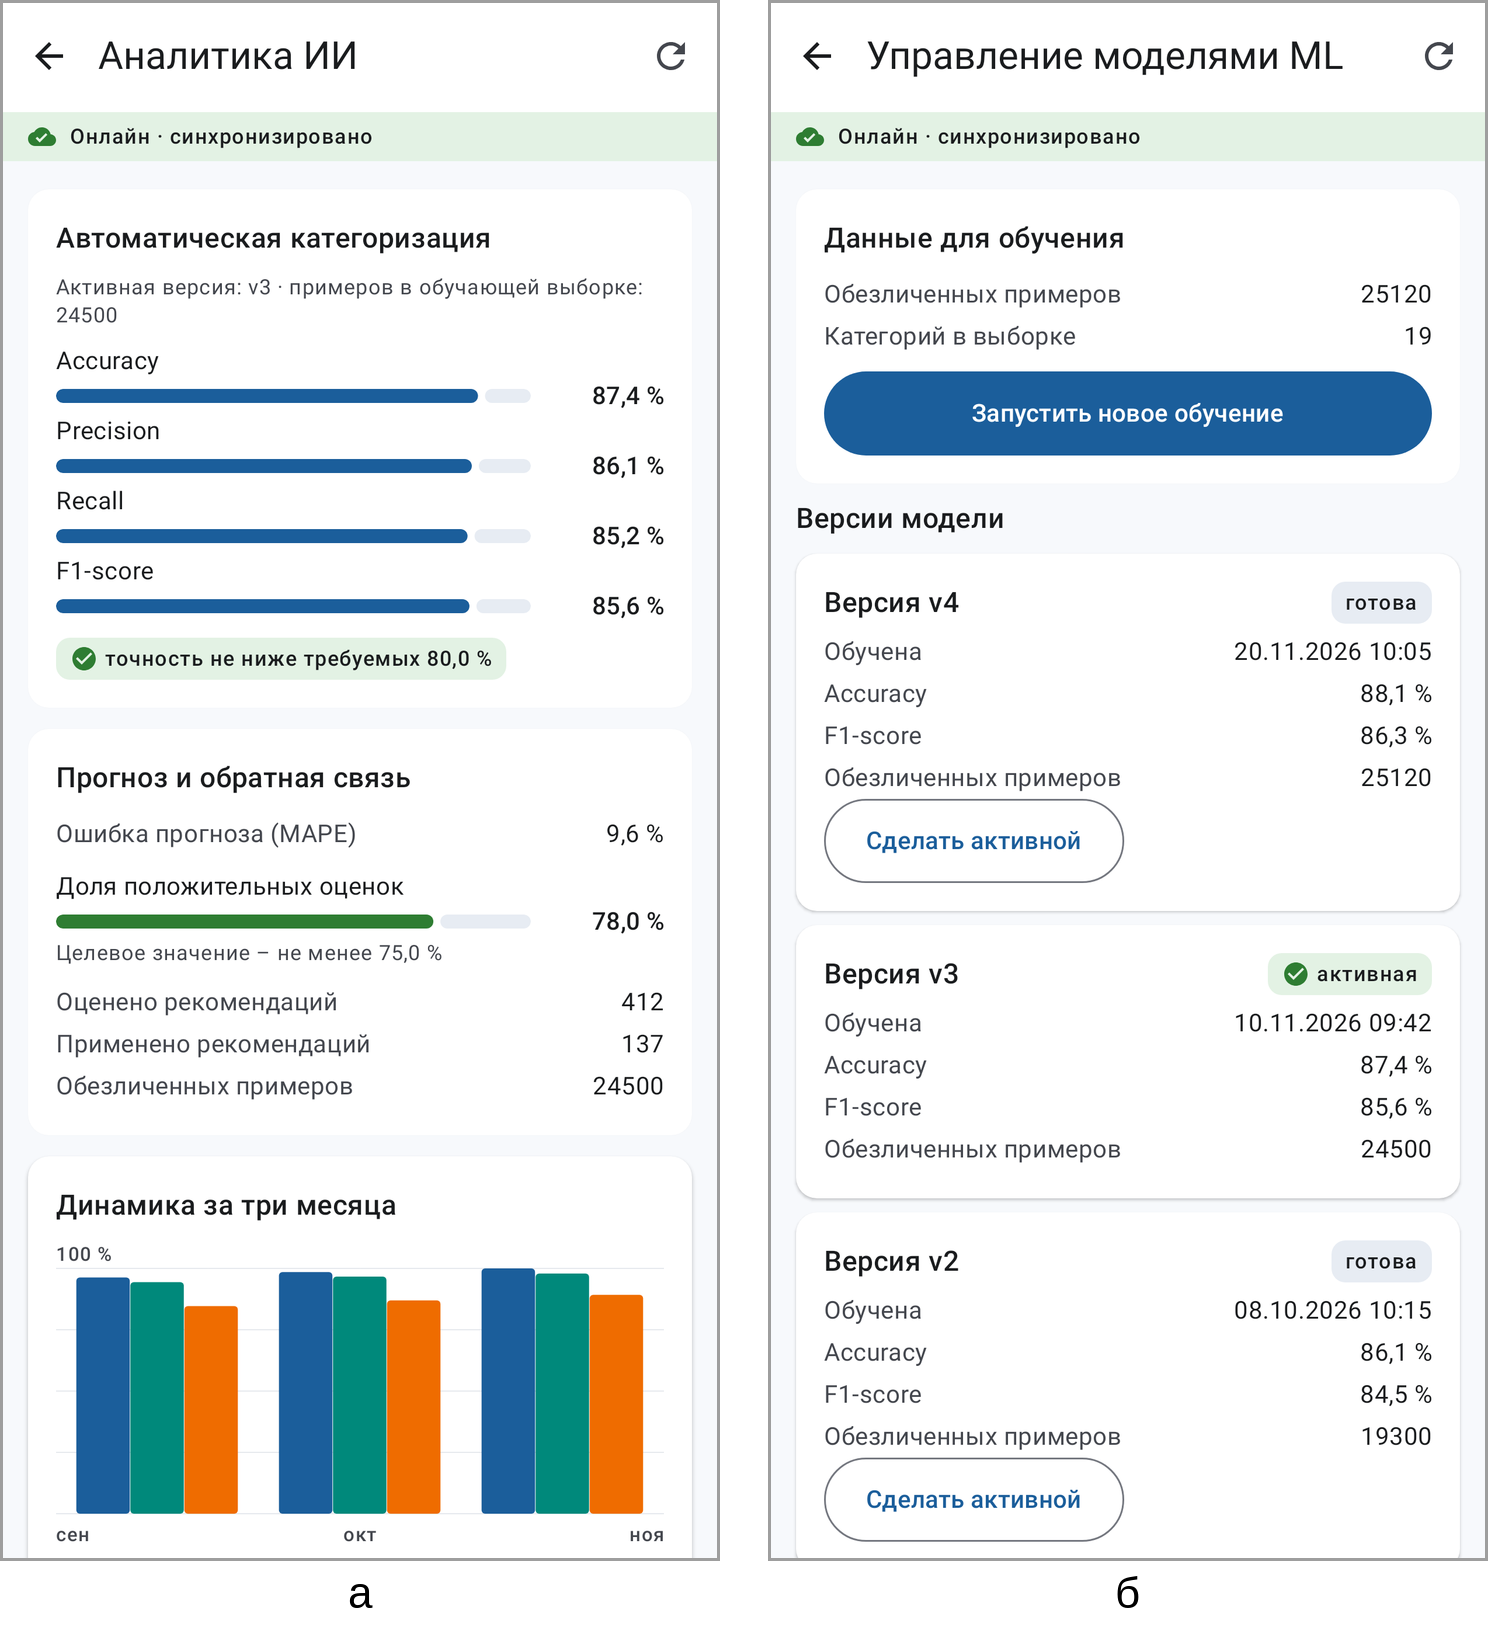 Аналитика ИИ
Онлайн · синхронизировано
Автоматическая категоризация
Активная версия: v3 · примеров в обучающей выборке:
24500
Accuracy
87,4 %
Precision
86,1 %
Recall
85,2 %
F1-score
85,6 %
точность не ниже требуемых 80,0 %
Прогноз и обратная связь
Ошибка прогноза (MAPE) 9,6 %
Доля положительных оценок
78,0 %
Целевое значение – не менее 75,0 %
Оценено рекомендаций 412
Применено рекомендаций 137
Обезличенных примеров 24500
Динамика за три месяца
100 %
сен окт ноя
а
Управление моделями ML
Онлайн · синхронизировано
Данные для обучения
Обезличенных примеров 25120
Категорий в выборке 19
Запустить новое обучение
Версии модели
Версия v4 готова
Обучена 20.11.2026 10:05
Accuracy 88,1 %
F1-score 86,3 %
Обезличенных примеров 25120
Сделать активной
Версия v3 активная
Обучена 10.11.2026 09:42
Accuracy 87,4 %
F1-score 85,6 %
Обезличенных примеров 24500
Версия v2 готова
Обучена 08.10.2026 10:15
Accuracy 86,1 %
F1-score 84,5 %
Обезличенных примеров 19300
Сделать активной
б